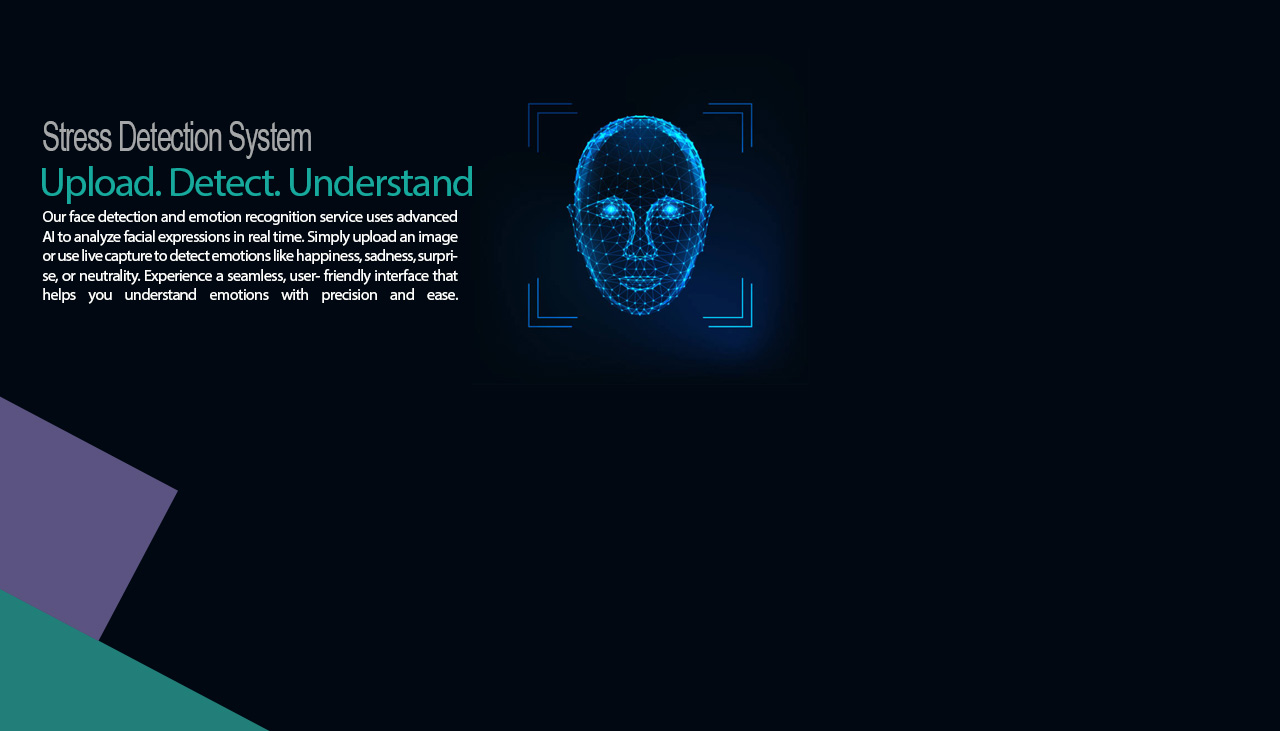 Stress Detection System
Upload. Detect. Understand
Our face detection and emotion recognition service uses advanced
AI to analyze facial expressions in real time. Simply upload an image
or use live capture to detect emotions like happiness, sadness, surpri-
se, or neutrality. Experience a seamless, user- friendly interface that
helps you understand emotions with precision and ease.